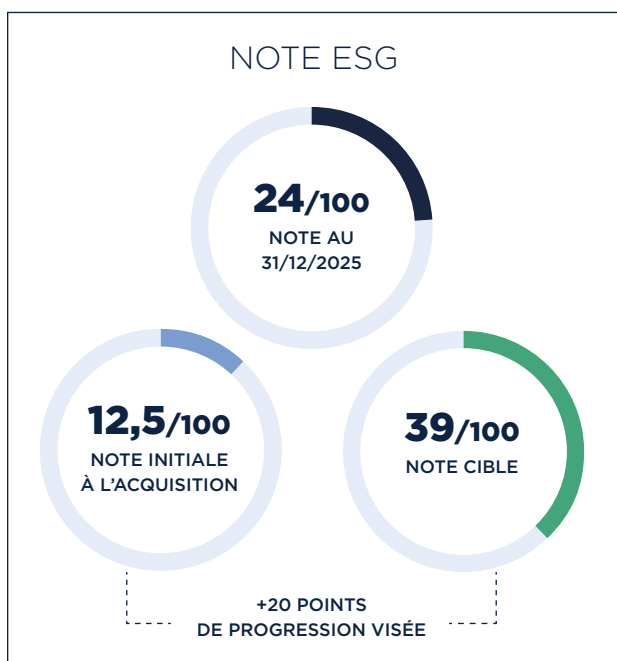 NOTE ESG
24/100
NOTE AU
31/12/2025
12,5/100
NOTE INITIALE
À L'ACQUISITION
39/100
NOTE CIBLE
+20 POINTS
DE PROGRESSION VISÉE